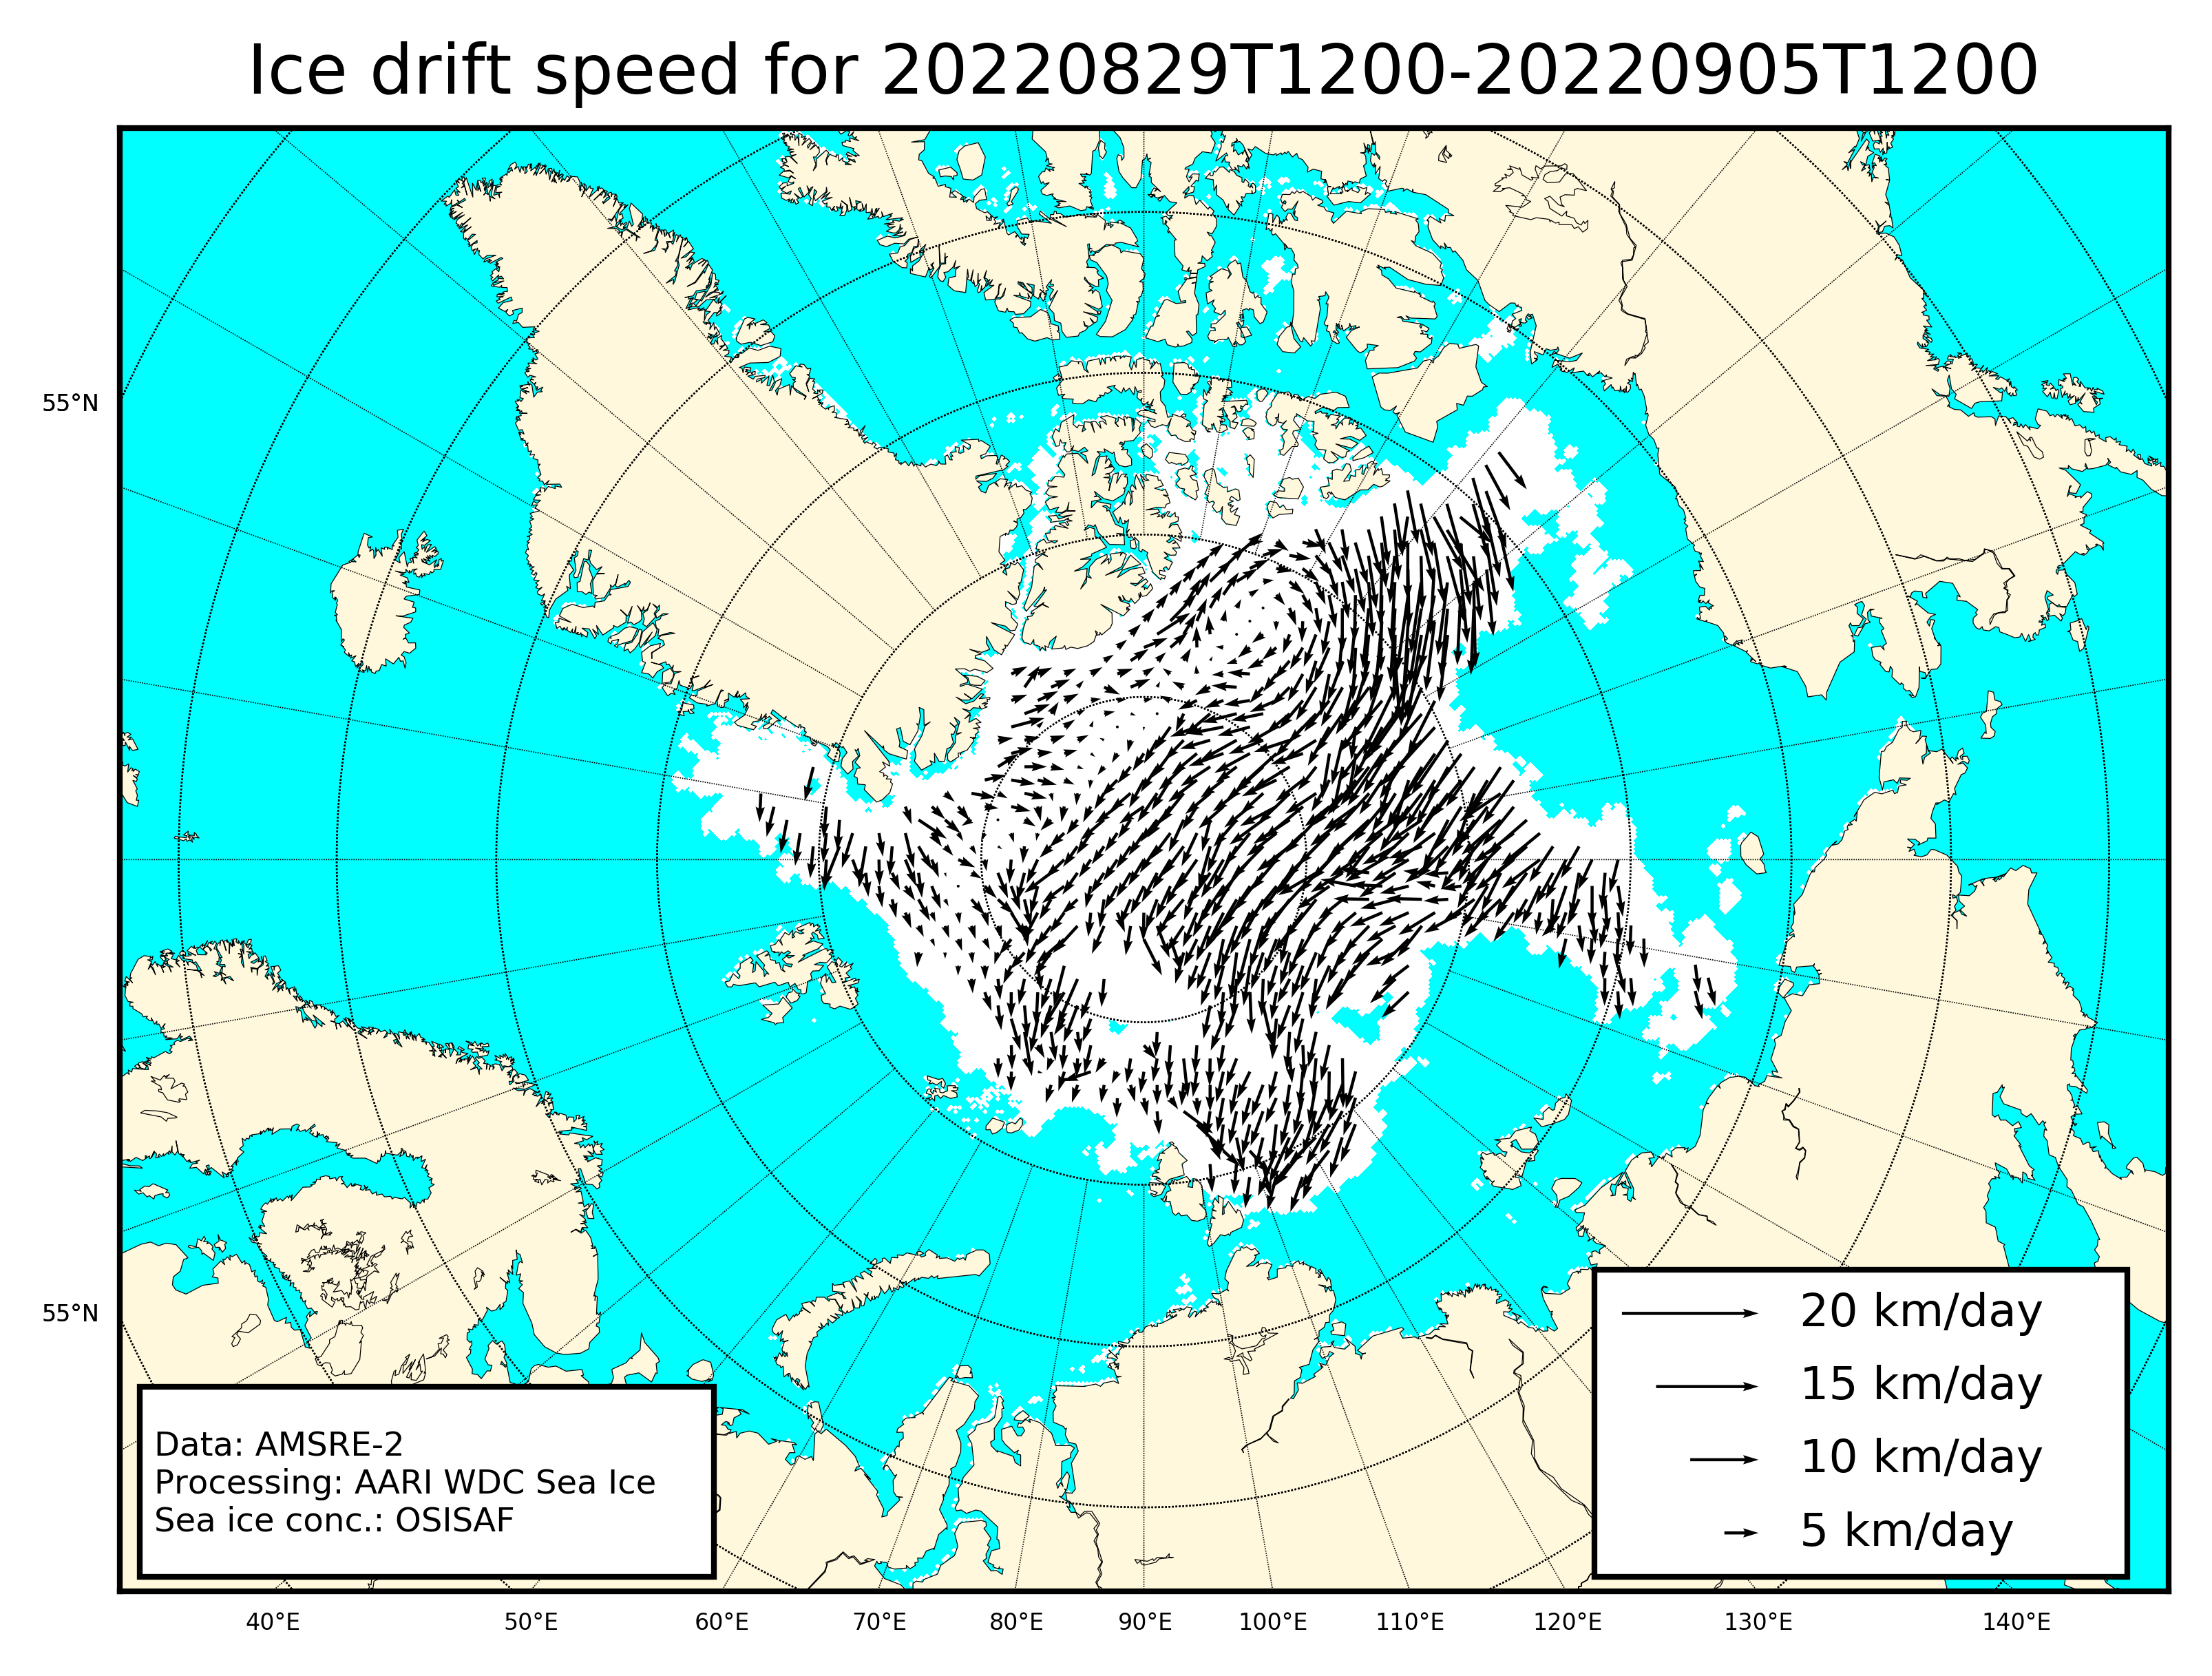 Ice drift speed for 20220829T1200-20220905T1200
55°N
55°N
20 km/day
15 km/day
10 km/day
5 km/day
Data: AMSRE-2
Processing: AARI WDC Sea Ice
Sea ice conc.: OSISAF
40°E 50°E 60°E 70°E 80°E 90°E 100°E 110°E 120°E 130°E 140°E